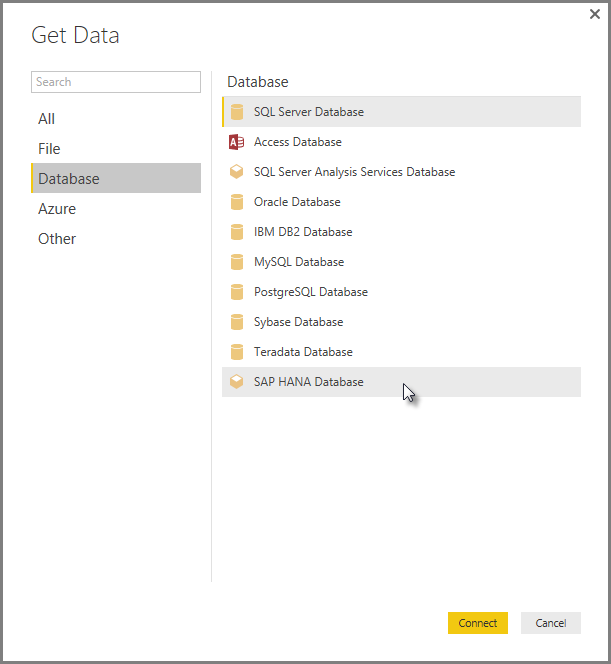 Get Data
Search
All
File
Database
Azure
Other
Database
SQL Server Database
Access Database
SQL Server Analysis Services Database
Oracle Database
IBM DB2 Database
MySQL Database
PostgreSQL Database
Sybase Database
Teradata Database
SAP HANA Database
Connect
Cancel